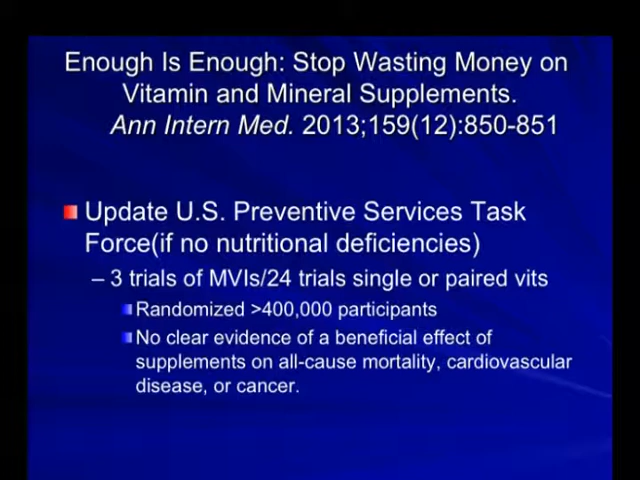 Enough Is Enough: Stop Wasting Money on
Vitamin and Mineral Supplements.
Ann Intern Med. 2013;159(12):850-851
Update U.S. Preventive Services Task
Force(if no nutritional deficiencies)
– 3 trials of MVIs/24 trials single or paired vits
Randomized >400,000 participants
No clear evidence of a beneficial effect of
supplements on all-cause mortality, cardiovascular
disease, or cancer.